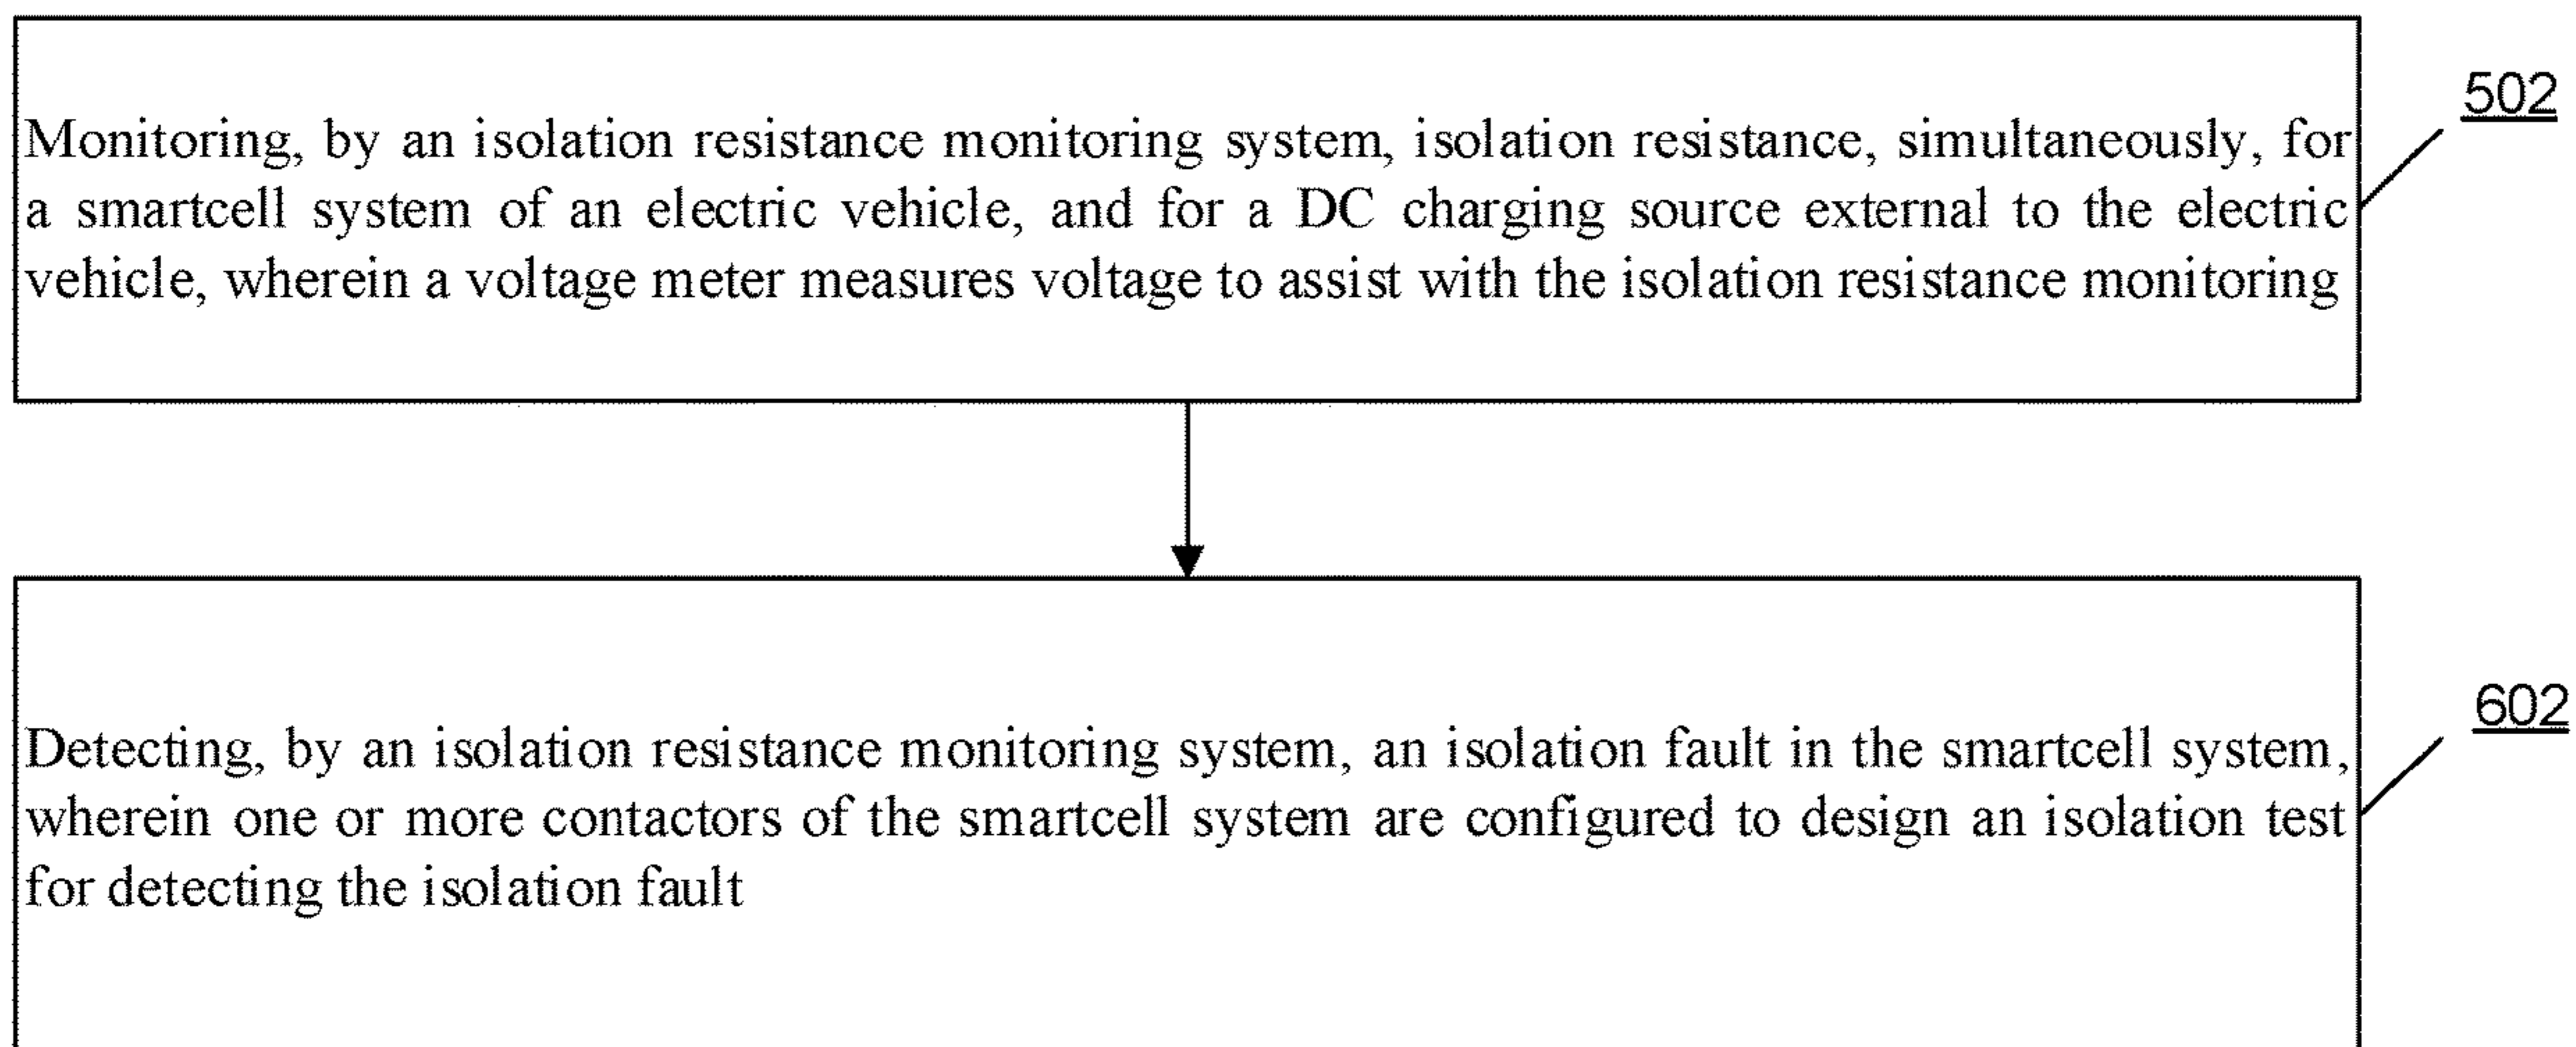 Monitoring, by an isolation resistance monitoring system, isolation resistance, simultaneously, for
a smartcell system of an electric vehicle, and for a DC charging source external to the electric
vehicle, wherein a voltage meter measures voltage to assist with the isolation resistance monitoring
502
Detecting, by an isolation resistance monitoring system, an isolation fault in the smartcell system,
wherein one or more contactors of the smartcell system are configured to design an isolation test
for detecting the isolation fault
602